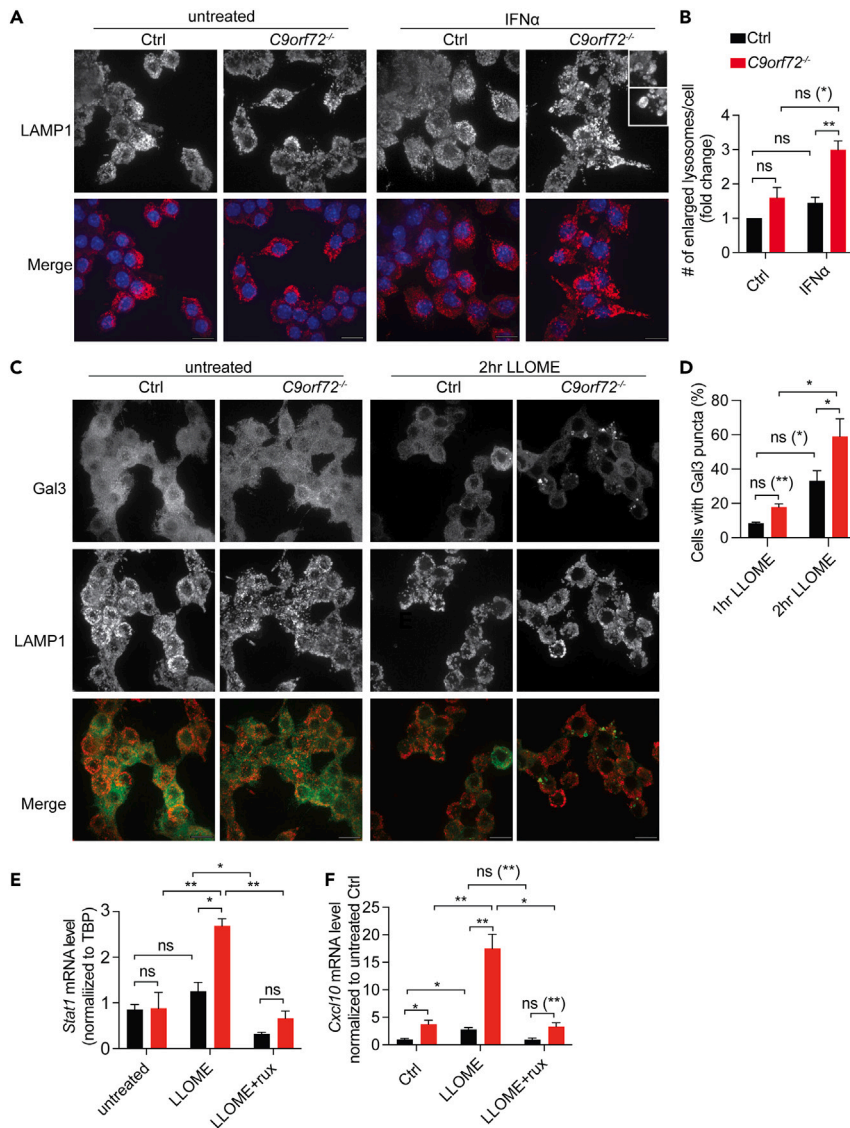 A
untreated
IFNα
Ctrl
C9orf72-/-
Ctrl
C9orf72-/-
LAMP1
Merge
B
Ctrl
C9orf72-/-
# of enlarged lysosomes/cell
(fold change)
4
3
2
1
0
ns (*)
ns
**
ns
Ctrl
IFNα
C
untreated
2hr LLOME
Ctrl
C9orf72-/-
Ctrl
C9orf72-/-
Gal3
LAMP1
E
Merge
D
Cells with Gal3 puncta (%)
80
60
40
20
0
*
*
ns (*)
ns (**)
1hr LLOME
2hr LLOME
E
Stat1 mRNA level
(normalized to TBP)
3
2
1
0
*
**
**
*
ns
ns
ns
untreated
LLOME
LLOME+rux
F
Cxcl10 mRNA level
normalized to untreated Ctrl
25
20
15
10
5
0
ns (**)
**
*
**
*
*
ns (**)
Ctrl
LLOME
LLOME+rux